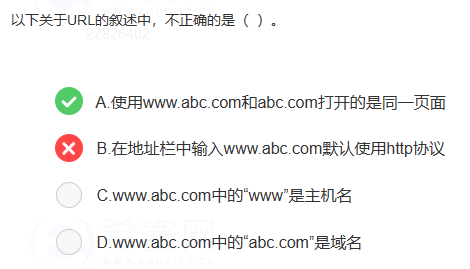 以下关于URL的叙述中，不正确的是（ ）。
22826402
A.使用www.abc.com和abc.com打开的是同一页面
B.在地址栏中输入www.abc.com默认使用http协议
C.www.abc.com中的“www”是主机名
D.www.abc.com中的“abc.com”是域名